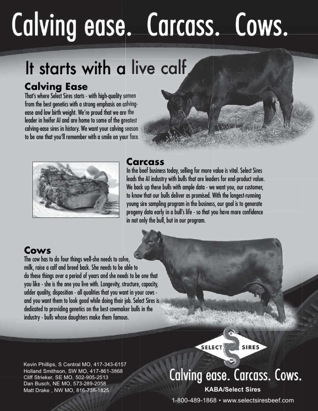 Calving ease. Carcass. Cows.
It starts with a live calf
Calving Ease
That's where Select Sires starts - with high-quality semen
from the best genetics with a strong emphasis on calving-
ease and low birth weight. We're proud that we are the
leader in heifer AI and are home to some of the greatest
calving-ease sires in history. We want your calving season
to be one that you'll remember with a smile on your face.
Carcass
In the beef business today, selling for more value is vital. Select Sires
leads the AI industry with bulls that are leaders for end-product value.
We back up these bulls with ample data - we want you, our customer,
to know that our bulls deliver as promised. With the longest-running
young sire sampling program in the business, our goal is to generate
progeny data early in a bull's life - so that you have more confidence
in not only the bull, but in our program.
Cows
The cow has to do four things well-she needs to calve,
milk, raise a calf and breed back. She needs to be able to
do these things over a period of years and she needs to be one that
you like - she is the one you live with. Longevity, structure, capacity,
udder quality, disposition - all qualities that you want in your cows -
and you want them to look good while doing their job. Select Sires is
dedicated to providing genetics on the best cowmaker bulls in the
industry - bulls whose daughters make them famous.
SELECT SIRES
Kevin Phillips, S Central MO, 417-343-6157
Holland Smithson, SW MO, 417-861-3868
Cliff Strieker, SE MO, 502-905-2513
Dan Busch, NE MO, 573-289-2058
Matt Drake , NW MO, 816-738-1825
Calving ease. Carcass. Cows.
KABA/Select Sires
1-800-489-1868 • www.selectsiresbeef.com